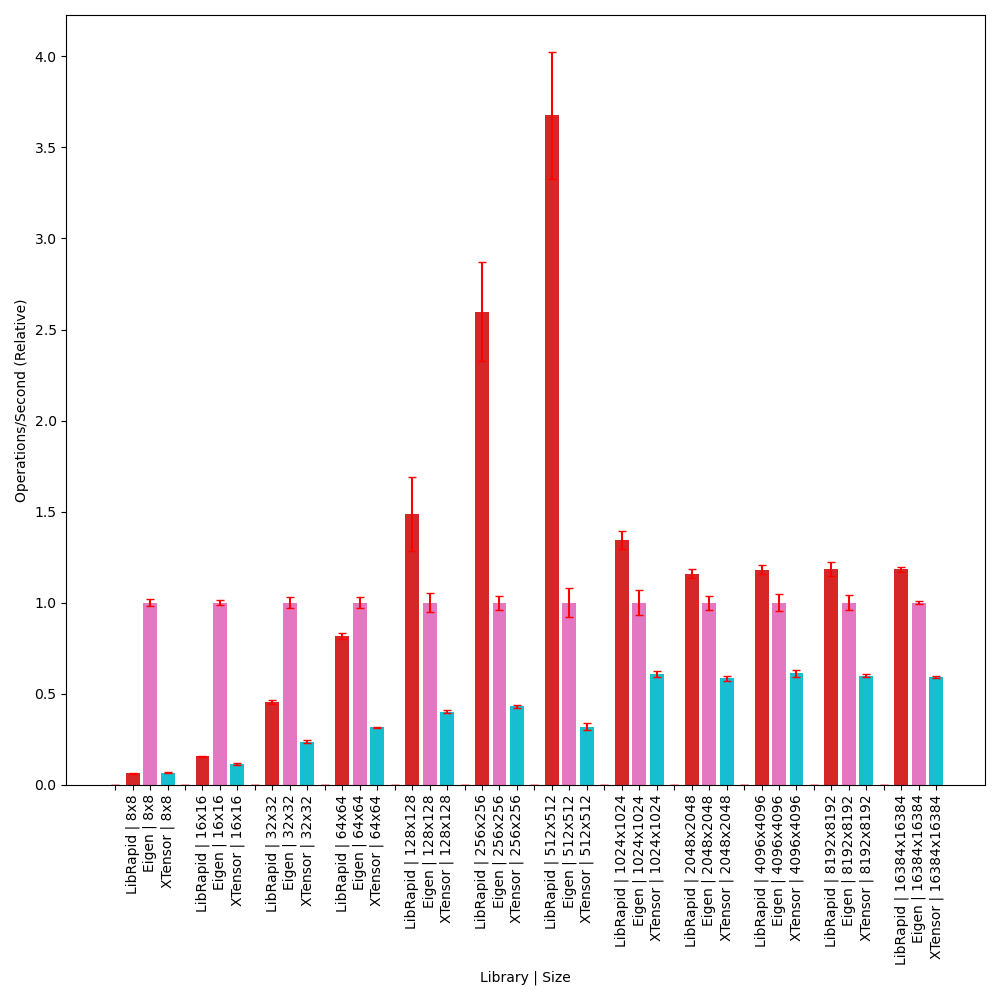 4.0
3.5
3.0
2.5
2.0
1.5
1.0
0.5
0.0
Operations/Second (Relative)
LibRapid | 8x8
Eigen | 8x8
XTensor | 8x8
LibRapid | 16x16
Eigen | 16x16
XTensor | 16x16
LibRapid | 32x32
Eigen | 32x32
XTensor | 32x32
LibRapid | 64x64
Eigen | 64x64
XTensor | 64x64
LibRapid | 128x128
Eigen | 128x128
XTensor | 128x128
LibRapid | 256x256
Eigen | 256x256
XTensor | 256x256
LibRapid | 512x512
Eigen | 512x512
XTensor | 512x512
LibRapid | 1024x1024
Eigen | 1024x1024
XTensor | 1024x1024
LibRapid | 2048x2048
Eigen | 2048x2048
XTensor | 2048x2048
LibRapid | 4096x4096
Eigen | 4096x4096
XTensor | 4096x4096
LibRapid | 8192x8192
Eigen | 8192x8192
XTensor | 8192x8192
LibRapid | 16384x16384
Eigen | 16384x16384
XTensor | 16384x16384
Library | Size